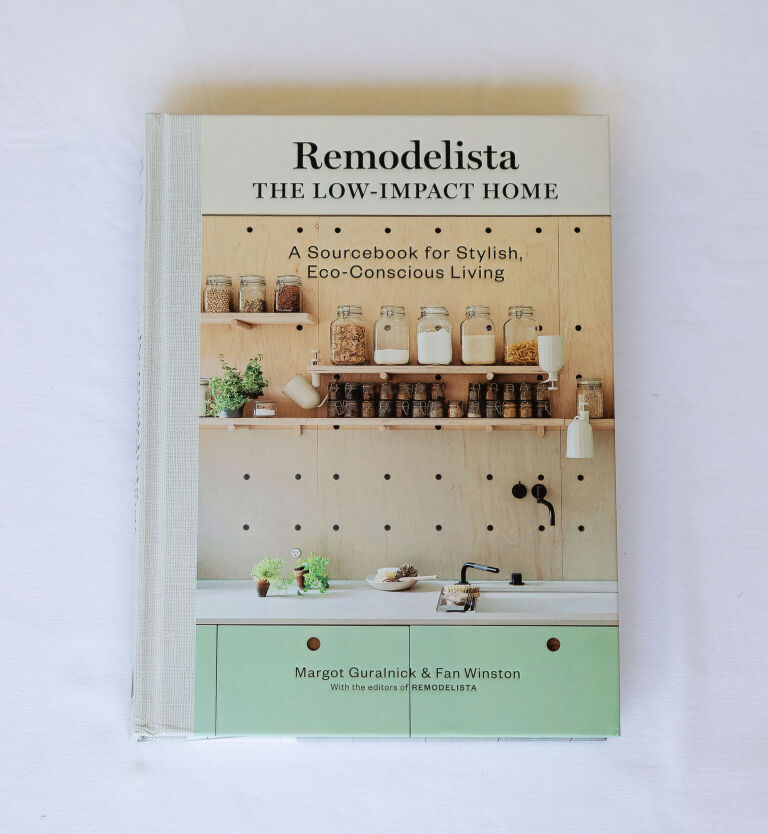 Remodelista
THE LOW-IMPACT HOME
A Sourcebook for Stylish,
Eco-Conscious Living
Margot Guralnick & Fan Winston
With the editors of REMODELISTA